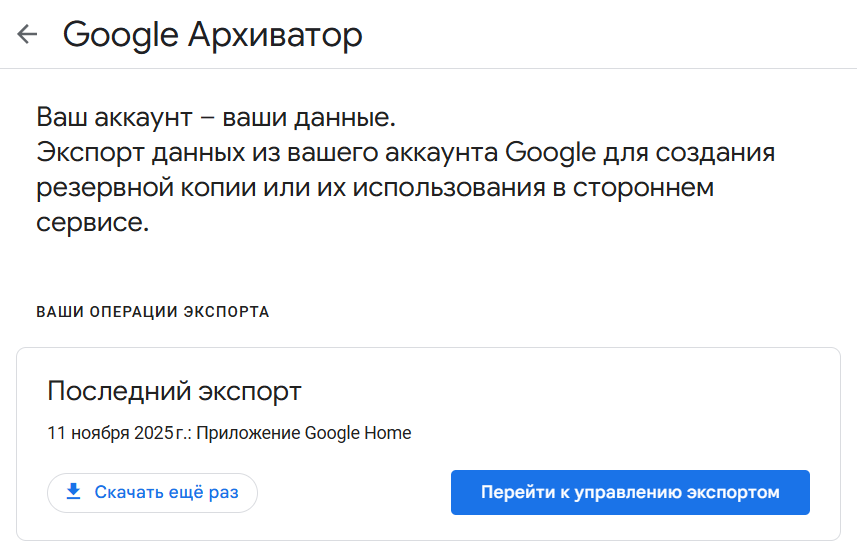 Google Архиватор
Ваш аккаунт – ваши данные.
Экспорт данных из вашего аккаунта Google для создания
резервной копии или их использования в стороннем
сервисе.
ВАШИ ОПЕРАЦИИ ЭКСПОРТА
Последний экспорт
11 ноября 2025 г.: Приложение Google Home
Скачать ещё раз
Перейти к управлению экспортом